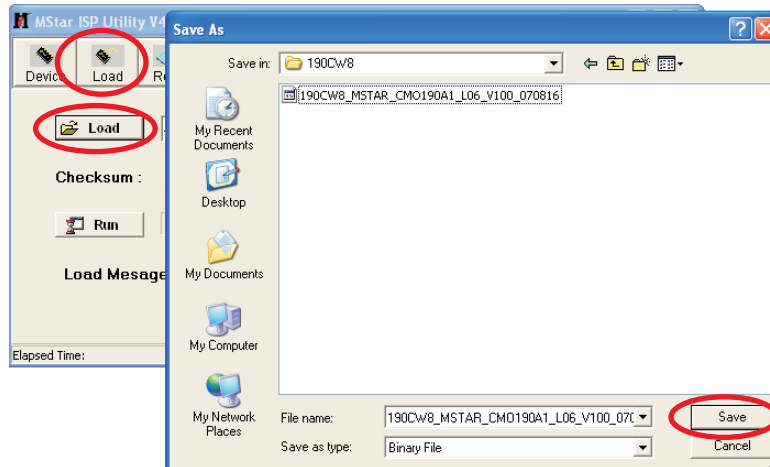 MStar ISP Utility V4
Device Load
Load
Checksum :
Run
Load Mesage
Elapsed Time:
Save As
Save in: 190CW8
190CW8_MSTAR_CMO190A1_L06_V100_070816
My Recent
Documents
Desktop
My Documents
My Computer
My Network
Places
File name: 190CW8_MSTAR_CMO190A1_L06_V100_070 Save
Save as type: Binary File Cancel